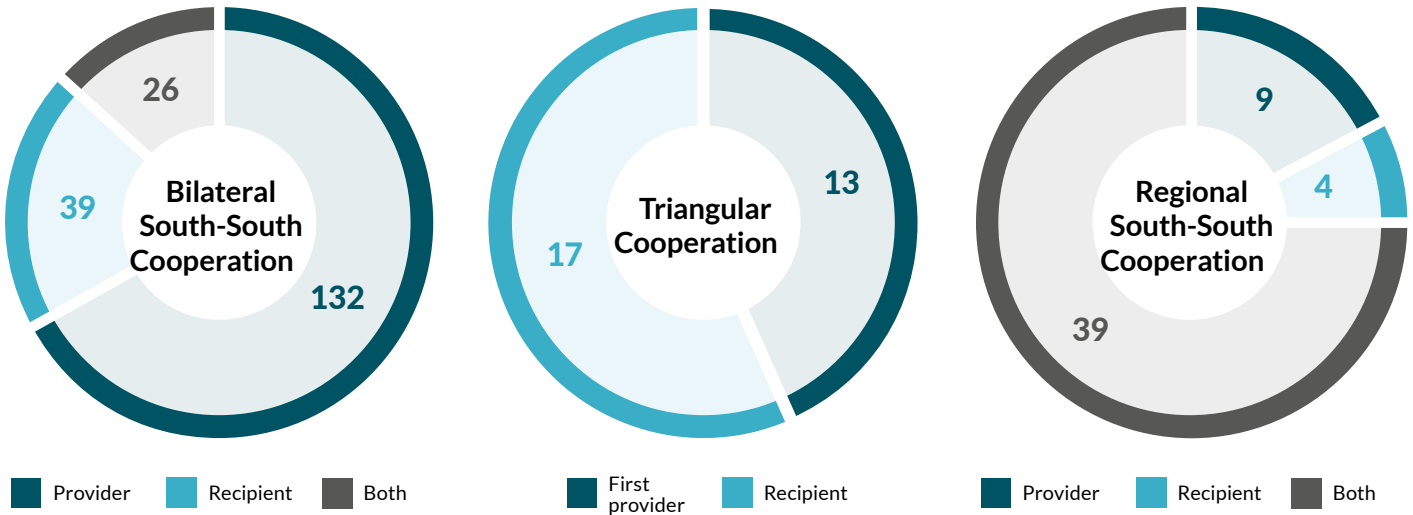 26
39
132
Bilateral
South-South
Cooperation
Provider
Recipient
Both
13
17
Triangular
Cooperation
First
provider
Recipient
9
4
39
Regional
South-South
Cooperation
Provider
Recipient
Both